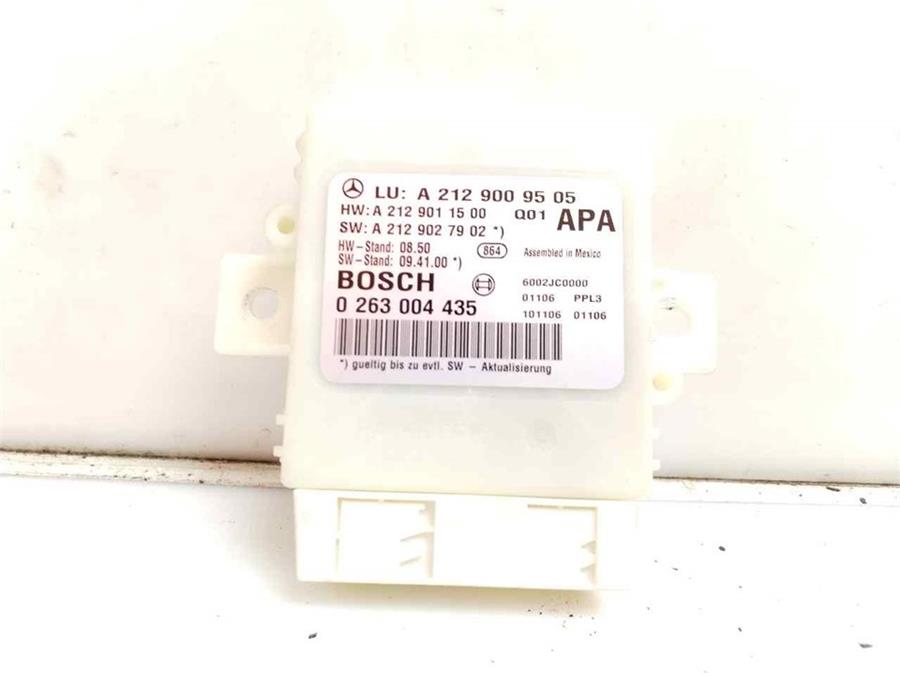 LU: A 212 900 95 05
HW: A 212 901 15 00 Q01 APA
SW: A 212 902 79 02 *)
HW-Stand: 08.50 864 Assembled in Mexico
SW-Stand: 09.41.00 *)
BOSCH 6002JC0000
0 263 004 435 01106 PPL3
101106 01106
*) gueltig bis zu evtl. SW - Aktualisierung